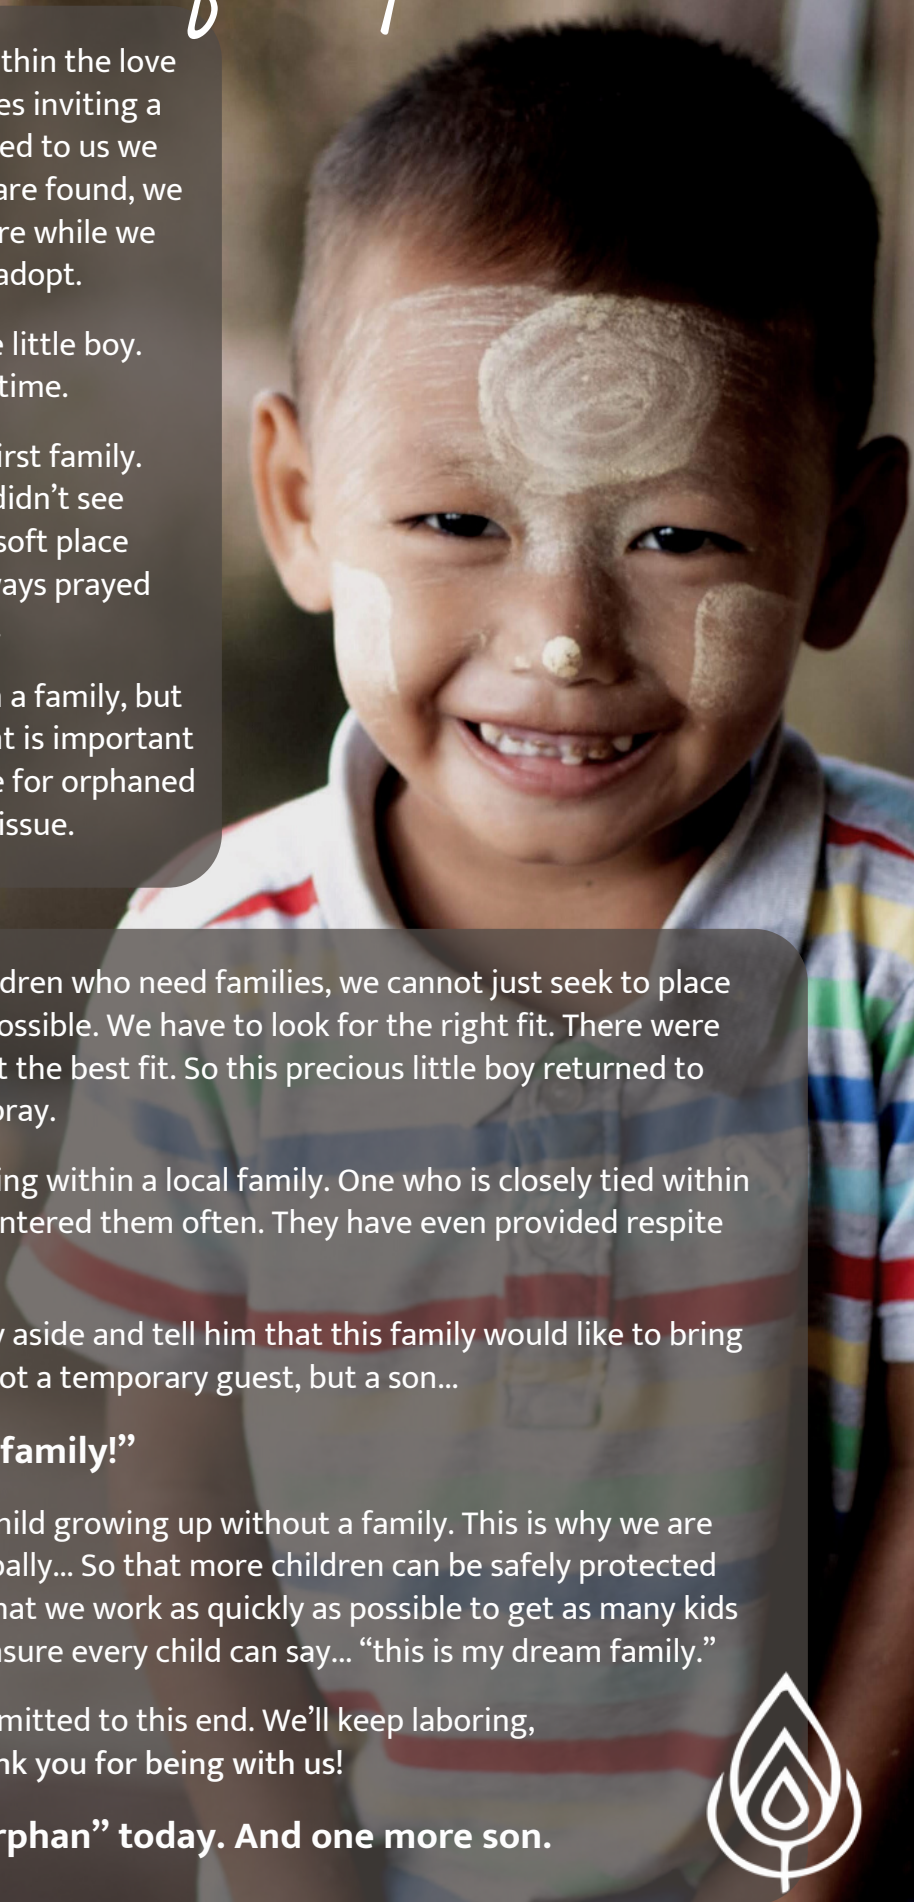 thin the love
es inviting a
ed to us we
are found, we
re while we
adopt.
little boy.
time.
irst family.
didn’t see
soft place
ays prayed
a family, but
t is important
e for orphaned
issue.
dren who need families, we cannot just seek to place
ossible. We have to look for the right fit. There were
t the best fit. So this precious little boy returned to
pray.
ing within a local family. One who is closely tied within
ntered them often. They have even provided respite
y aside and tell him that this family would like to bring
ot a temporary guest, but a son...
family!”
hild growing up without a family. This is why we are
bally... So that more children can be safely protected
hat we work as quickly as possible to get as many kids
nsure every child can say... “this is my dream family.”
mitted to this end. We’ll keep laboring,
nk you for being with us!
rphan” today. And one more son.